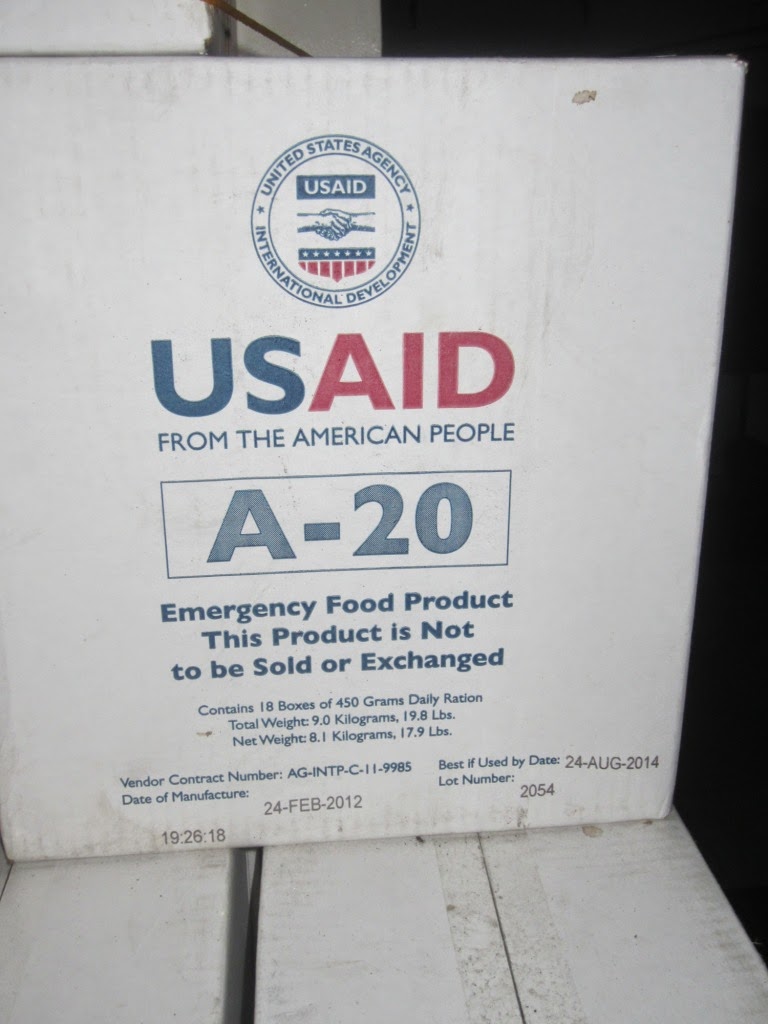 UNITED STATES AGENCY
USAID
INTERNATIONAL DEVELOPMENT
USAID
FROM THE AMERICAN PEOPLE
A-20
Emergency Food Product
This Product is Not
to be Sold or Exchanged
Contains 18 Boxes of 450 Grams Daily Ration
Total Weight: 9.0 Kilograms, 19.8 Lbs.
Net Weight: 8.1 Kilograms, 17.9 Lbs.
Vendor Contract Number: AG-INTP-C-11-9985
Date of Manufacture: 24-FEB-2012
19:26:18
Best if Used by Date: 24-AUG-2014
Lot Number: 2054